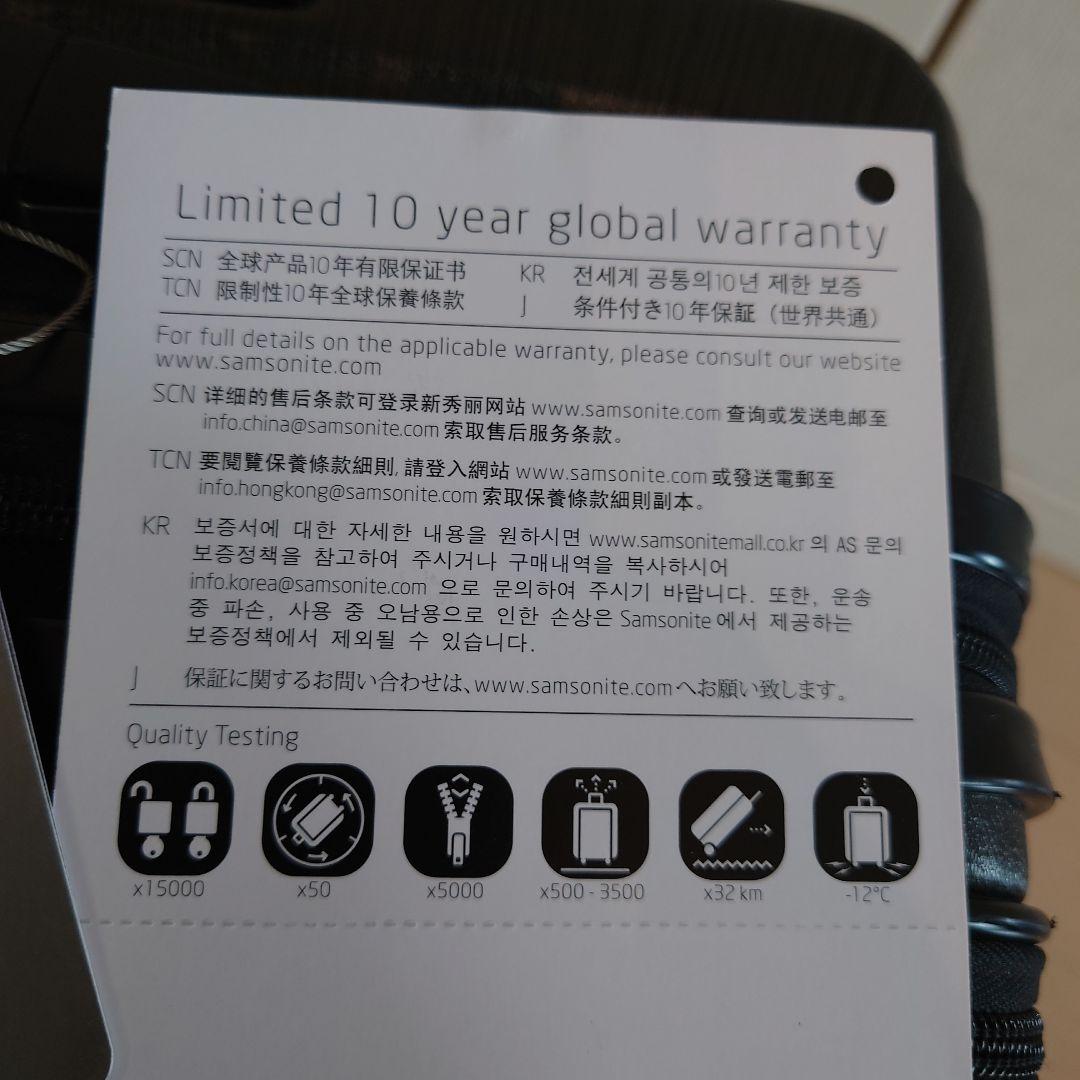 Limited 10 year global warranty
SCN 全球产品10年有限保证书
KR 전세계 공통의10년 제한 보증
TCN 限制性10年全球保養條款
J 条件付き10年保証（世界共通）
For full details on the applicable warranty, please consult our website
www.samsonite.com
SCN 详细的售后条款可登录新秀丽网站 www.samsonite.com 查询或发送电邮至
info.china@samsonite.com 索取售后服务条款。
TCN 要閱覽保養條款細則, 請登入網站 www.samsonite.com 或發送電郵至
info.hongkong@samsonite.com 索取保養條款細則副本。
KR 보증서에 대한 자세한 내용을 원하시면 www.samsonitemall.co.kr 의 AS 문의
보증정책을 참고하여 주시거나 구매내역을 복사하시어
info.korea@samsonite.com 으로 문의하여 주시기 바랍니다. 또한, 운송
중 파손, 사용 중 오남용으로 인한 손상은 Samsonite 에서 제공하는
보증정책에서 제외될 수 있습니다.
J 保証に関するお問い合わせは、www.samsonite.comへお願い致します。
Quality Testing
x15000
x50
x5000
x500 - 3500
x32 km
-12°C